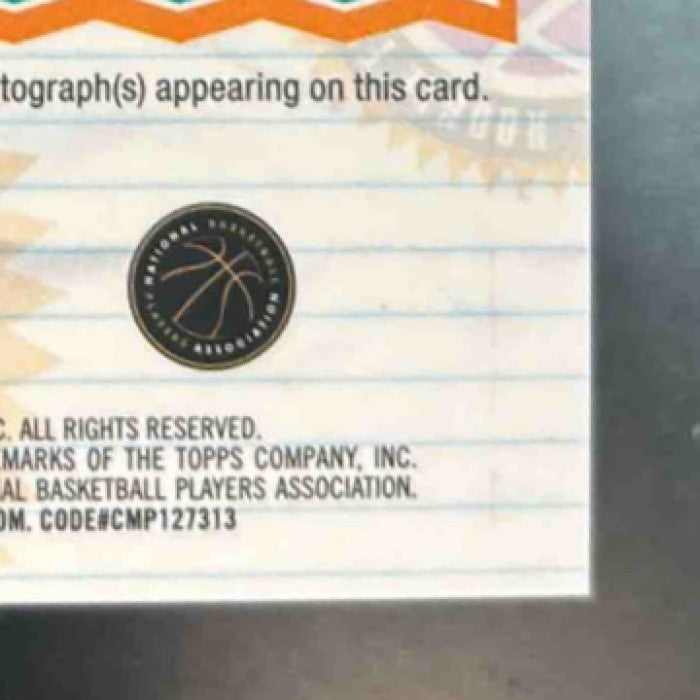 tograph(s) appearing on this card.
NATIONAL BASKETBALL
PLAYERS ASSOCIATION
C. ALL RIGHTS RESERVED.
MARKS OF THE TOPPS COMPANY, INC.
AL BASKETBALL PLAYERS ASSOCIATION.
OM. CODE#CMP127313